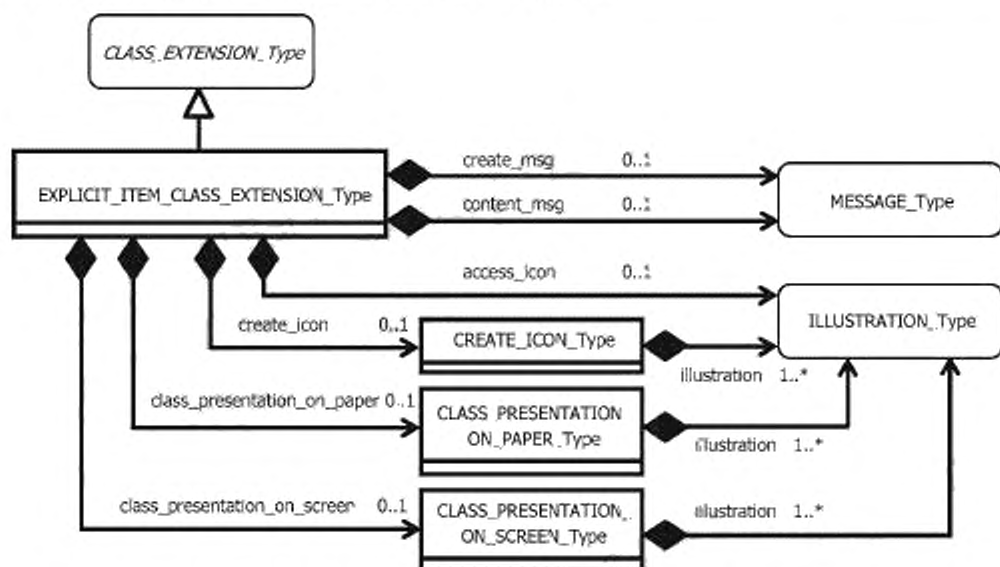 CLASS_EXTENSION_Type
EXPLICIT_ITEM_CLASS_EXTENSION_Type
create_msg 0..1
content_msg 0..1
MESSAGE_Type
access_icon 0..1
ILLUSTRATION_Type
create_icon 0..1
CREATE_ICON_Type
illustration 1..*
class_presentation_on_paper 0..1
CLASS_PRESENTATION_
ON_PAPER_Type
illustration 1..*
class_presentation_on_screen 0..1
CLASS_PRESENTATION_
ON_SCREEN_Type
illustration 1..*